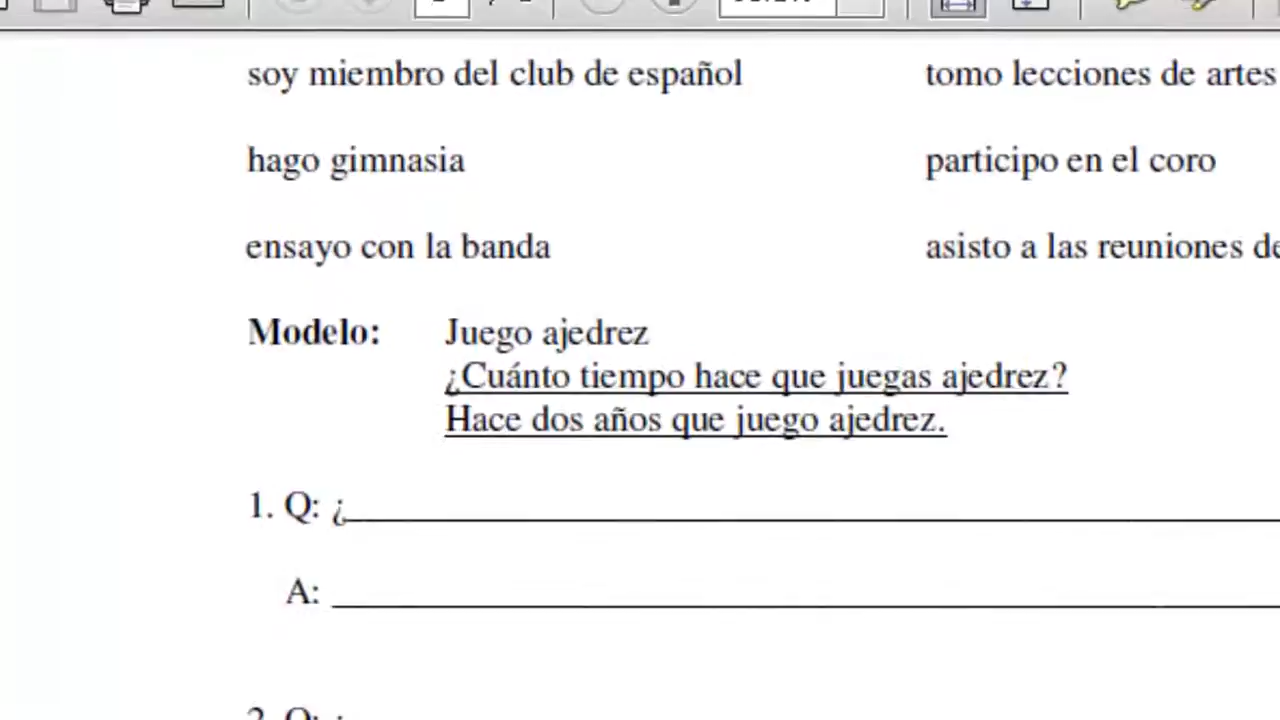 soy miembro del club de español tomo lecciones de artes
hago gimnasia participo en el coro
ensayo con la banda asisto a las reuniones de
Modelo: Juego ajedrez
¿Cuánto tiempo hace que juegas ajedrez?
Hace dos años que juego ajedrez.
1. Q: ¿
A:
2. Q: ¿